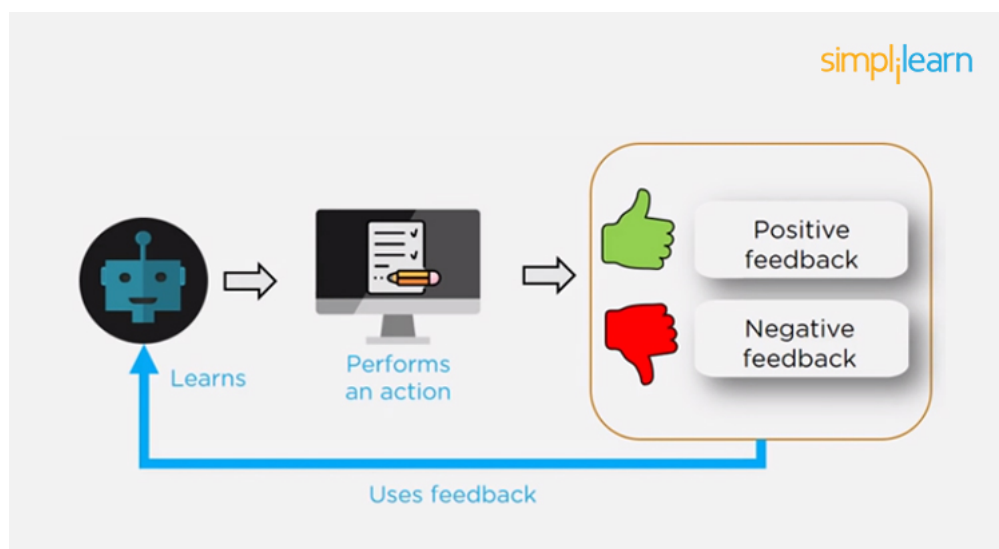 simplilearn
Positive
feedback
Negative
feedback
Learns
Performs
an action
Uses feedback